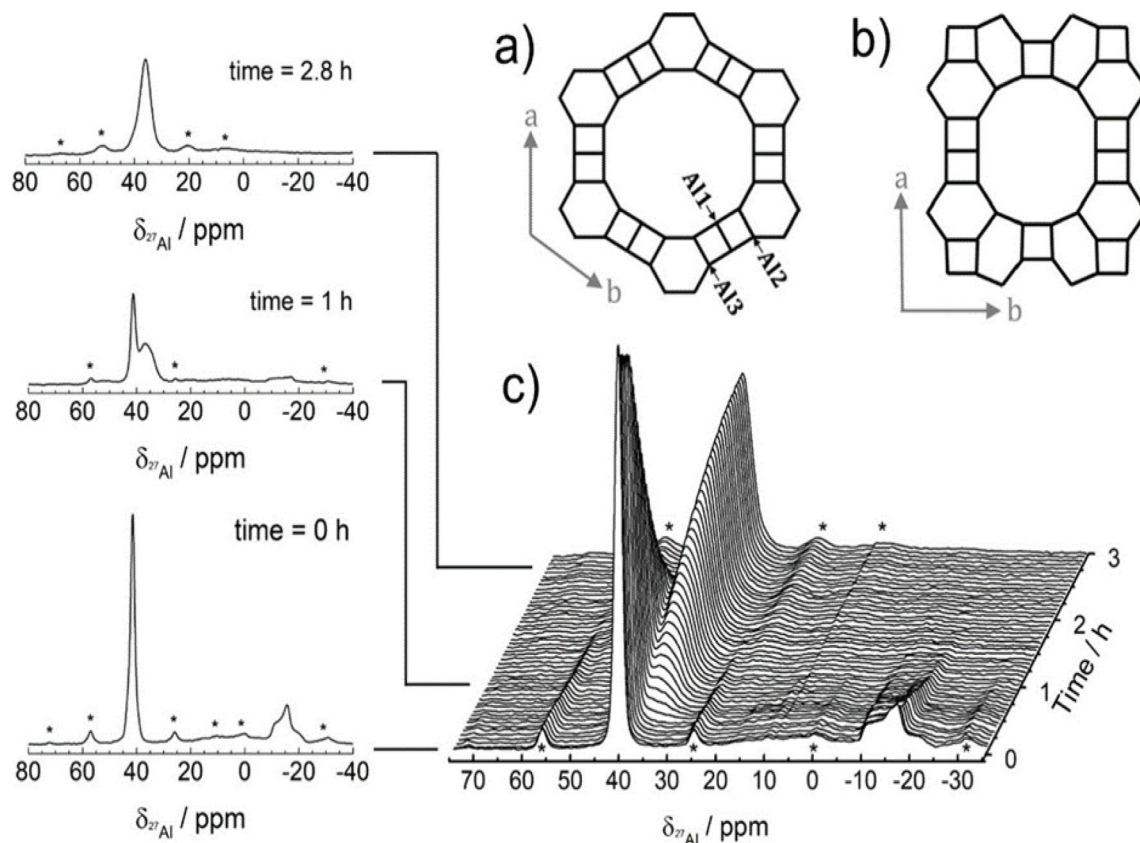 time = 2.8 h
* * * *
80 60 40 20 0 -20 -40
δ27Al / ppm
time = 1 h
* * *
80 60 40 20 0 -20 -40
δ27Al / ppm
time = 0 h
* * * * * *
80 60 40 20 0 -20 -40
δ27Al / ppm
a)
a
b
Al1
Al2
Al3
b)
a
b
c)
* * *
* * * *
70 60 50 40 30 20 10 0 -10 -20 -30
δ27Al / ppm
0 1 2 3
Time / h